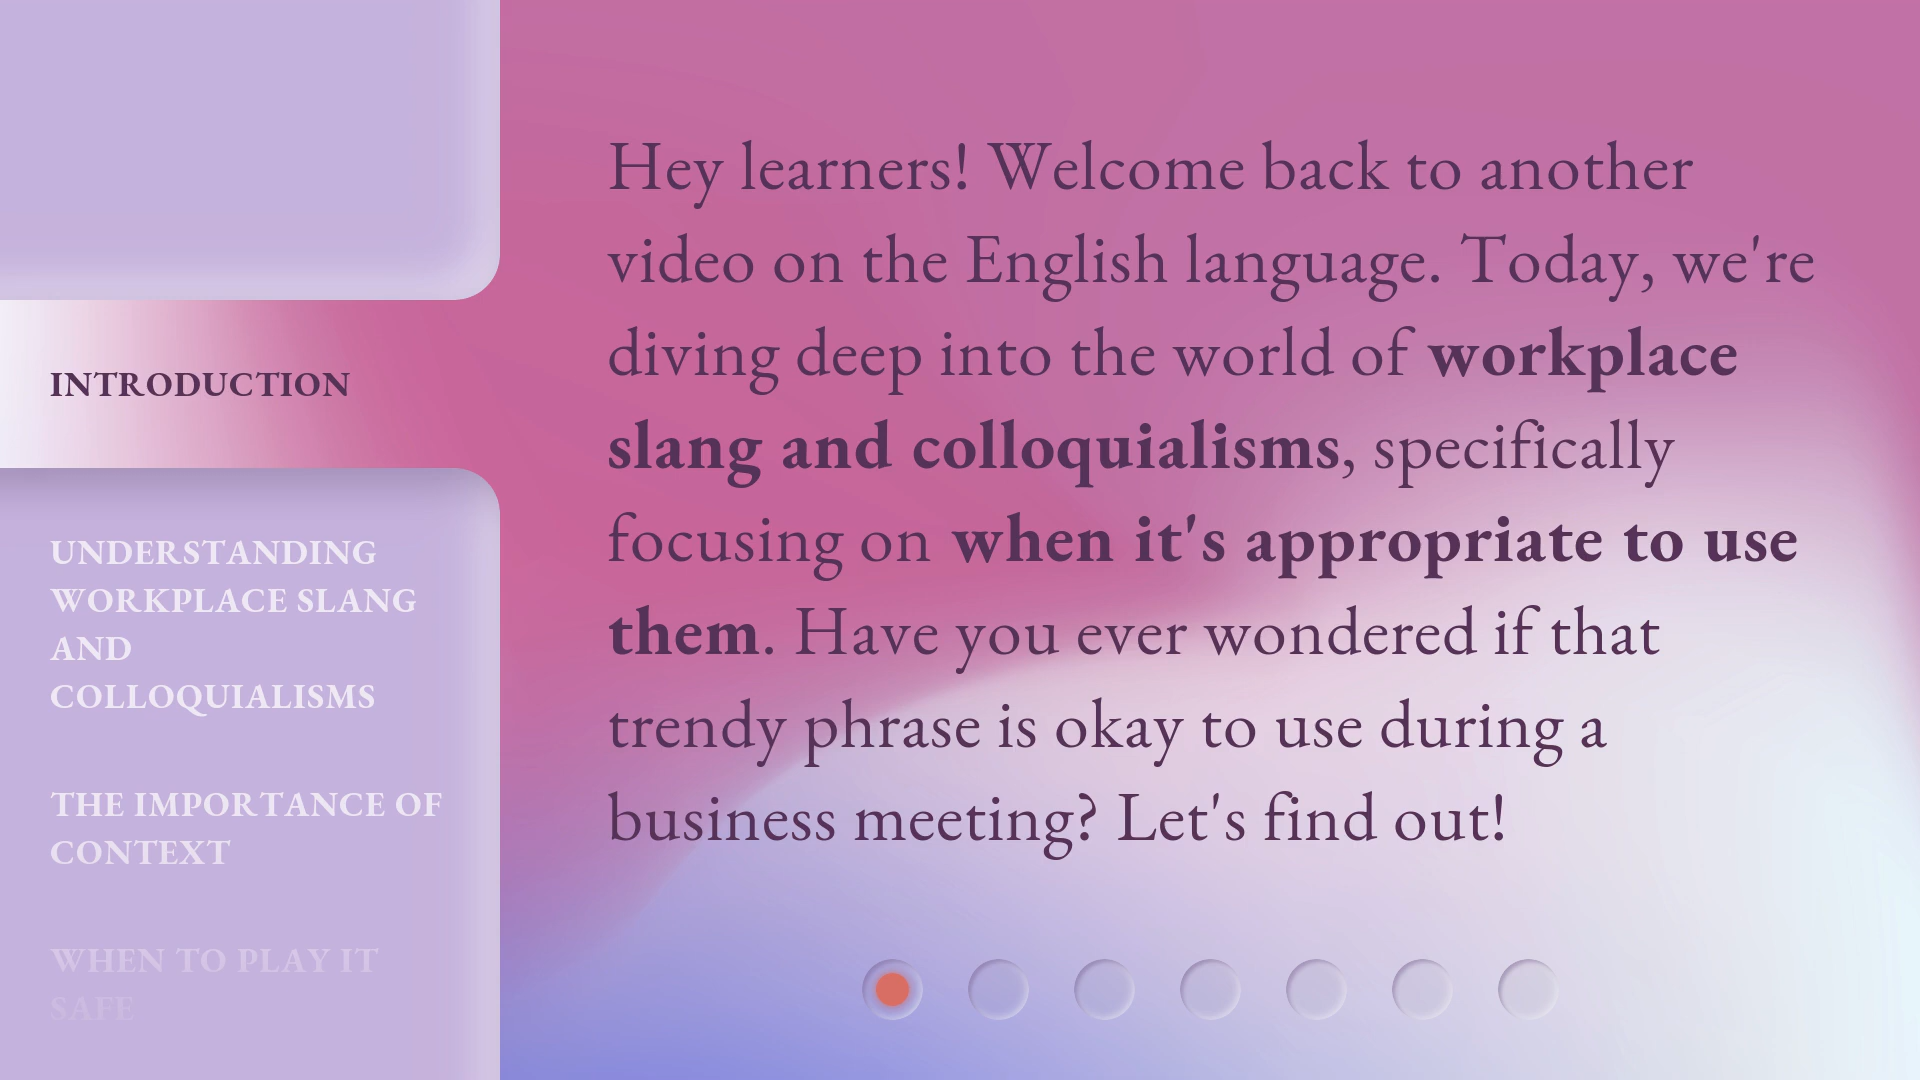 INTRODUCTION
UNDERSTANDING
WORKPLACE SLANG
AND
COLLOQUIALISMS
THE IMPORTANCE OF
CONTEXT
WHEN TO PLAY IT
SAFE
Hey learners! Welcome back to another
video on the English language. Today, we're
diving deep into the world of workplace
slang and colloquialisms, specifically
focusing on when it's appropriate to use
them. Have you ever wondered if that
trendy phrase is okay to use during a
business meeting? Let's find out!